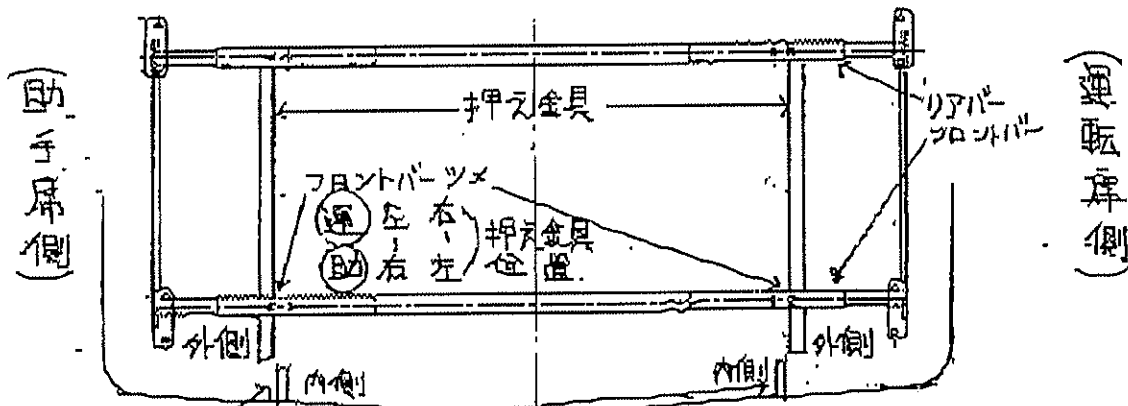 (助手席側)
押え金具
リアバー
フロントバー
(運転席側)
フロントバーツメ
運 左-右
助 右-左
押え金具位置
外側
外側
内側
内側